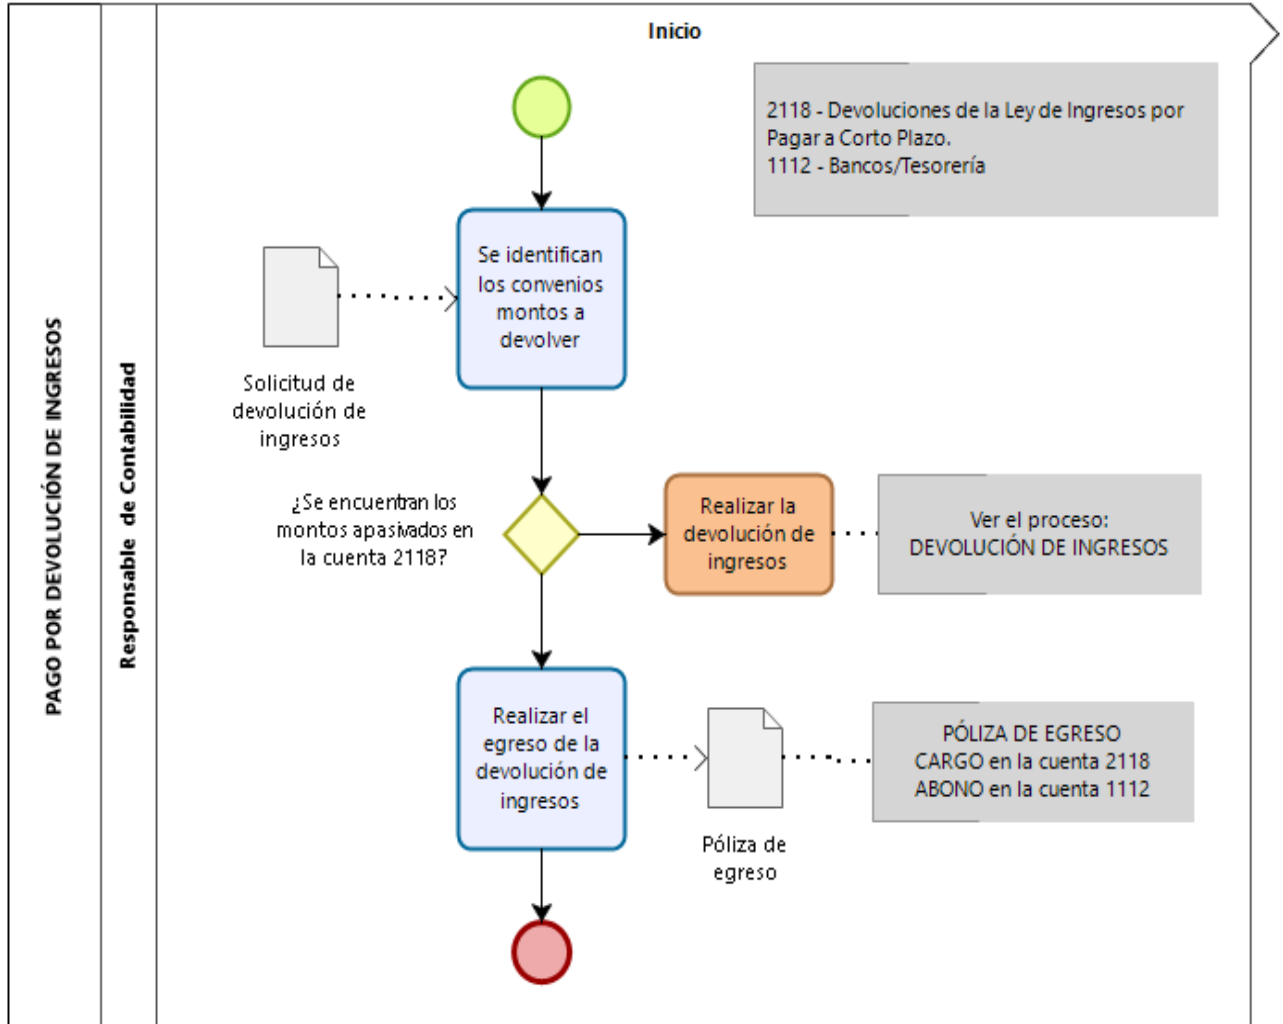 PAGO POR DEVOLUCIÓN DE INGRESOS
Responsable de Contabilidad
Inicio
2118 - Devoluciones de la Ley de Ingresos por
Pagar a Corto Plazo.
1112 - Bancos/Tesorería
Se identifican
los convenios
montos a
devolver
Solicitud de
devolución de
ingresos
¿Se encuentran los
montos apasivados en
la cuenta 2118?
Realizar la
devolución de
ingresos
Ver el proceso:
DEVOLUCIÓN DE INGRESOS
Realizar el
egreso de la
devolución de
ingresos
Póliza de
egreso
PÓLIZA DE EGRESO
CARGO en la cuenta 2118
ABONO en la cuenta 1112